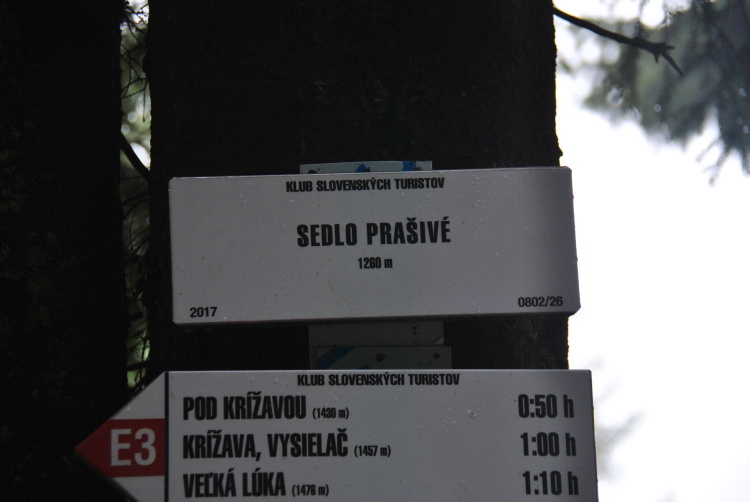 KLUB SLOVENSKÝCH TURISTOV
SEDLO PRAŠIVÉ
1260 m
2017 0802/26
KLUB SLOVENSKÝCH TURISTOV
E3
POD KRÍŽAVOU (1430 m) 0:50 h
KRÍŽAVA, VYSIELAČ (1457 m) 1:00 h
VEĽKÁ LÚKA (1476 m) 1:10 h